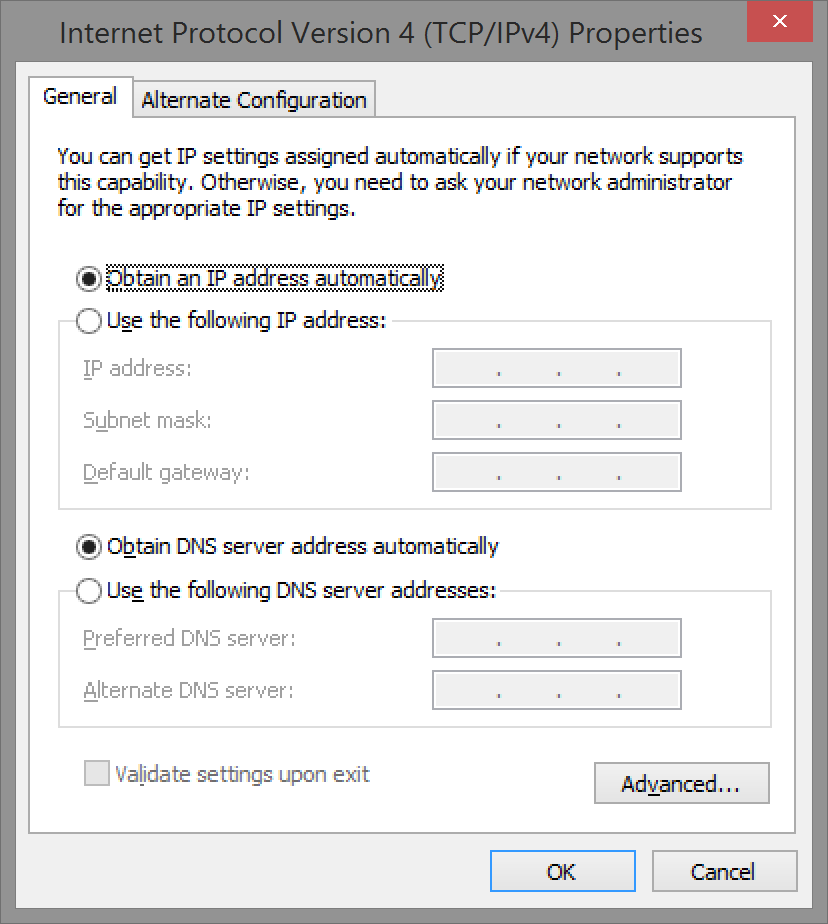 Internet Protocol Version 4 (TCP/IPv4) Properties
General
Alternate Configuration
You can get IP settings assigned automatically if your network supports
this capability. Otherwise, you need to ask your network administrator
for the appropriate IP settings.
Obtain an IP address automatically
Use the following IP address:
IP address:
Subnet mask:
Default gateway:
Obtain DNS server address automatically
Use the following DNS server addresses:
Preferred DNS server:
Alternate DNS server:
Validate settings upon exit
Advanced...
OK
Cancel